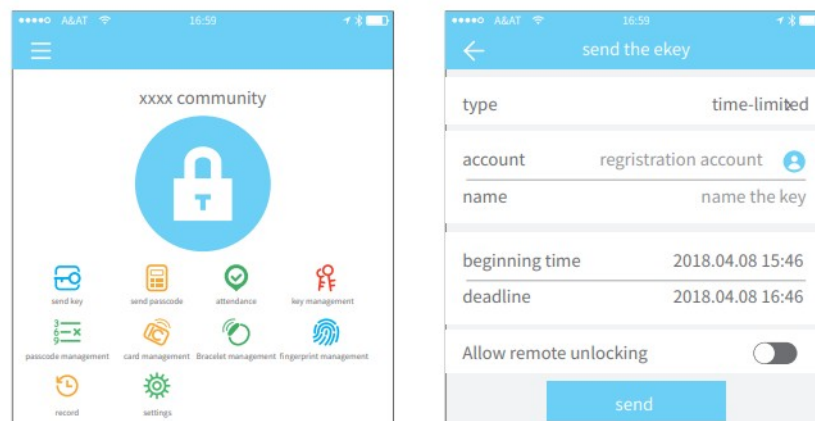 A&AT 16:59
xxxx community
T
send key send passcode attendance key management
passcode management card management Bracelet management fingerprint management
record settings
A&AT 16:59
send the ekey
type time-limited
account regristration account
name name the key
beginning time 2018.04.08 15:46
deadline 2018.04.08 16:46
Allow remote unlocking
send